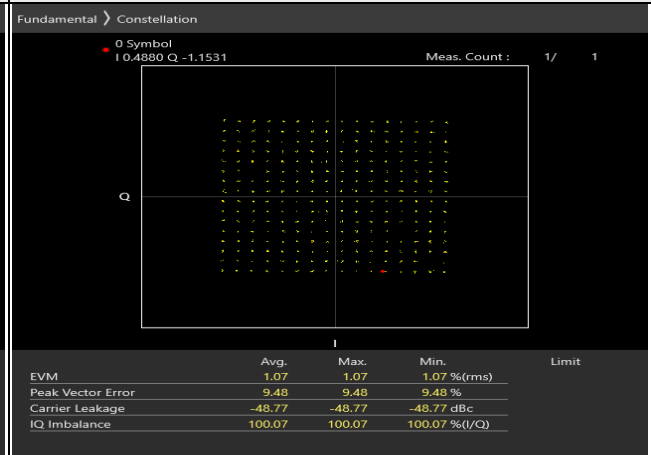 Fundamental 〉 Constellation
0 Symbol
I 0.4880 Q -1.1531 Meas. Count : 1/ 1
Q
I
Avg. Max. Min. Limit
EVM 1.07 1.07 1.07 %(rms)
Peak Vector Error 9.48 9.48 9.48 %
Carrier Leakage -48.77 -48.77 -48.77 dBc
IQ Imbalance 100.07 100.07 100.07 %(I/Q)